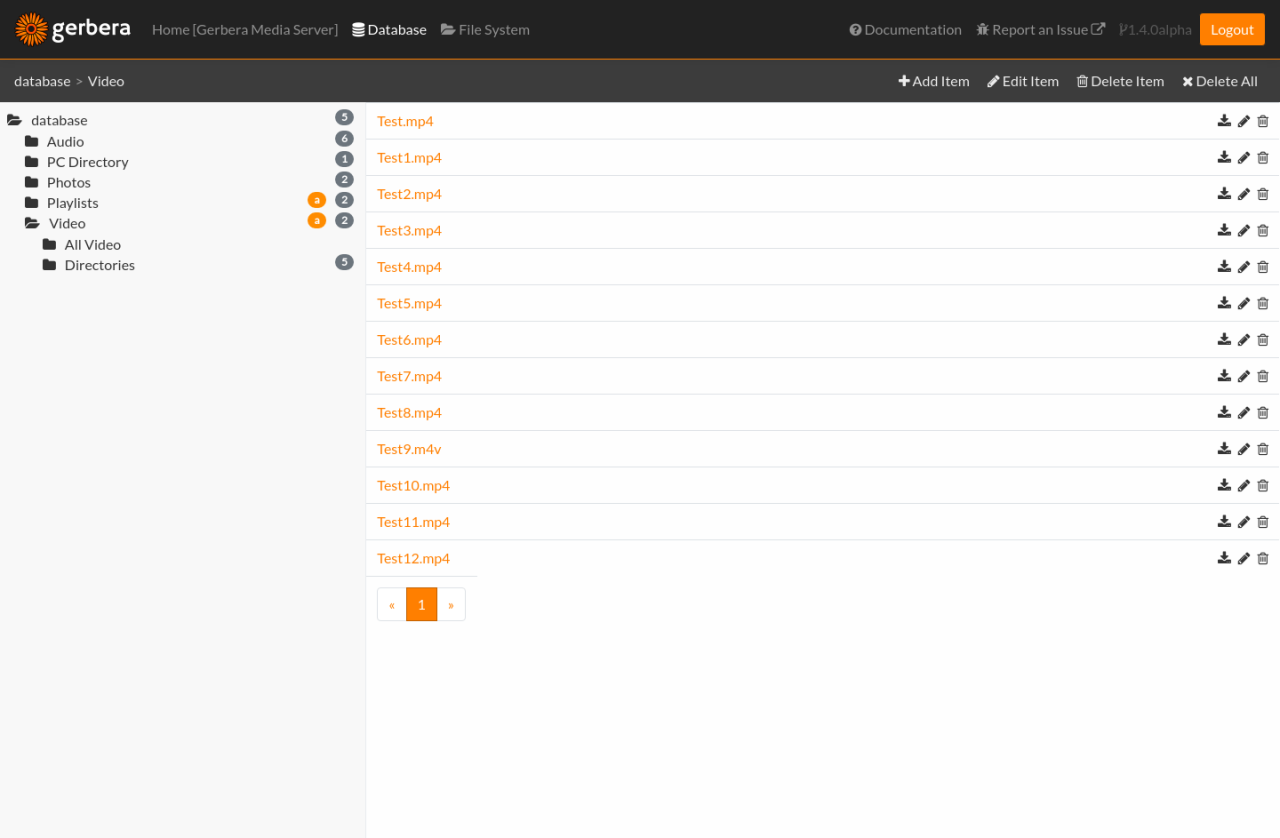 gerbera Home [Gerbera Media Server] Database File System Documentation Report an Issue 1.4.0alpha Logout
database > Video Add Item Edit Item Delete Item Delete All
database 5
Audio 6
PC Directory 1
Photos 2
Playlists a 2
Video a 2
All Video
Directories 5
Test.mp4
Test1.mp4
Test2.mp4
Test3.mp4
Test4.mp4
Test5.mp4
Test6.mp4
Test7.mp4
Test8.mp4
Test9.m4v
Test10.mp4
Test11.mp4
Test12.mp4
« 1 »